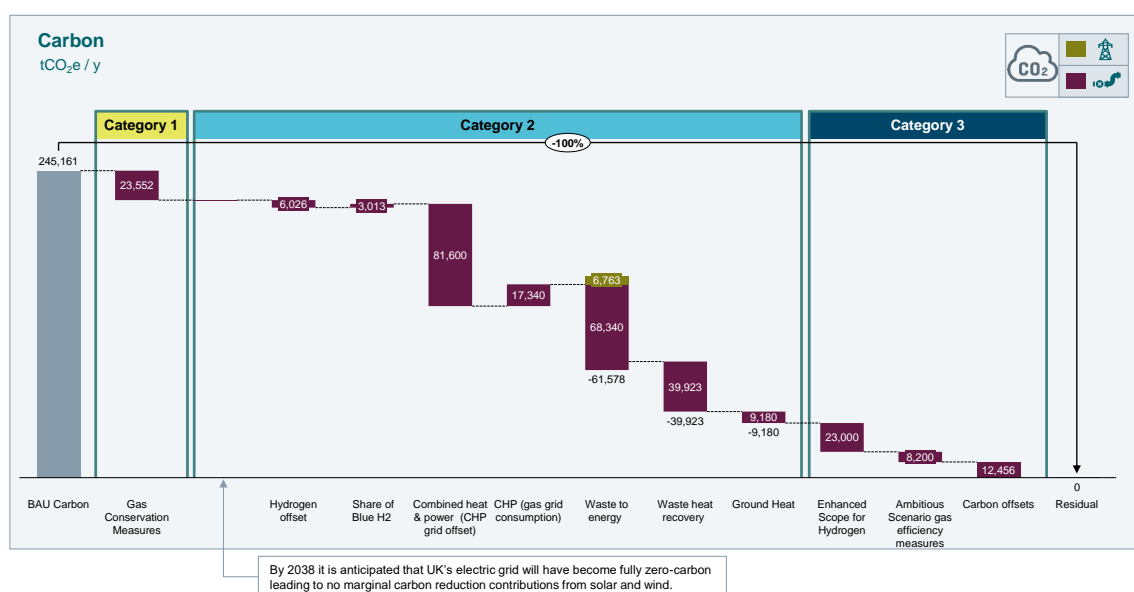 Carbon
tCO₂e / y
CO₂
Category 1
Category 2
Category 3
-100%
245,161
23,552
6,026
3,013
81,600
17,340
6,763
68,340
-61,578
39,923
-39,923
9,180
-9,180
23,000
8,200
12,456
0
BAU Carbon
Gas
Conservation
Measures
Hydrogen
offset
Share of
Blue H2
Combined heat
& power (CHP
grid offset)
CHP (gas grid
consumption)
Waste to
energy
Waste heat
recovery
Ground Heat
Enhanced
Scope for
Hydrogen
Ambitious
Scenario gas
efficiency
measures
Carbon offsets
Residual
By 2038 it is anticipated that UK's electric grid will have become fully zero-carbon
leading to no marginal carbon reduction contributions from solar and wind.